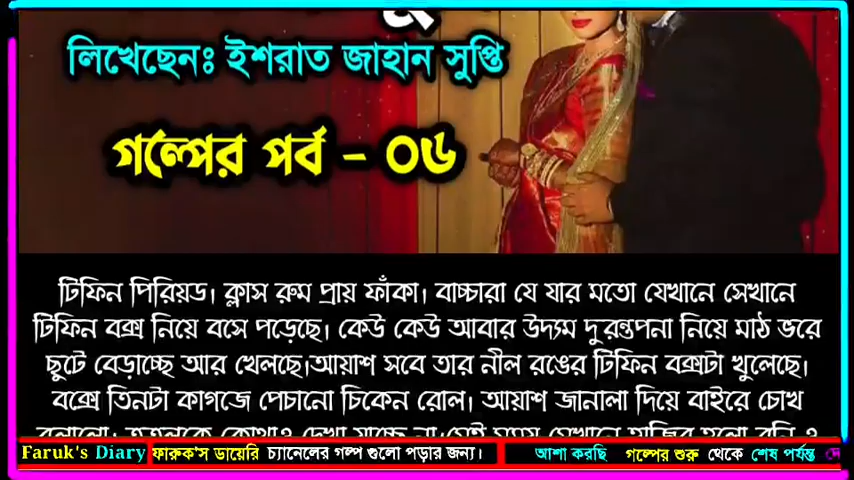 লিখেছেনঃ ইশরাত জাহান সুপ্তি
গল্পের পর্ব - ০৬
টিফিন পিরিয়ড। ক্লাস রুম প্রায় ফাঁকা। বাচ্চারা যে যার মতো যেখানে সেখানে
টিফিন বক্স নিয়ে বসে পড়েছে। কেউ কেউ আবার উদ্যম দুরন্তপনা নিয়ে মাঠ ভরে
ছুটে বেড়াচ্ছে আর খেলছে।আয়াশ সবে তার নীল রঙের টিফিন বক্সটা খুলেছে।
বক্সে তিনটা কাগজে পেচানো চিকেন রোল। আয়াশ জানালা দিয়ে বাইরে চোখ
Faruk's Diary ফারুক'স ডায়েরি চ্যানেলের গল্প গুলো পড়ার জন্য। আশা করছি গল্পের শুরু থেকে শেষ পর্যন্ত